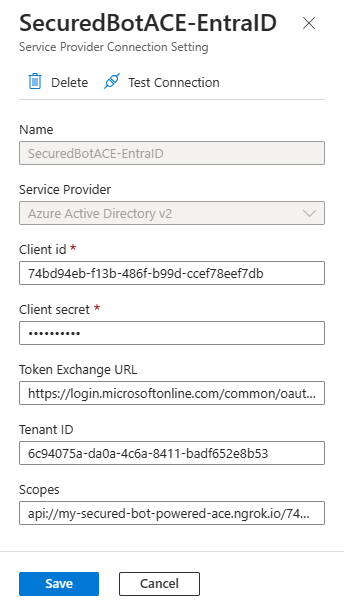 SecuredBotACE-EntraID
Service Provider Connection Setting
Delete Test Connection
Name
SecuredBotACE-EntraID
Service Provider
Azure Active Directory v2
Client id *
74bd94eb-f13b-486f-b99d-ccef78eef7db
Client secret *
••••••••••
Token Exchange URL
https://login.microsoftonline.com/common/oaut...
Tenant ID
6c94075a-da0a-4c6a-8411-badf652e8b53
Scopes
api://my-secured-bot-powered-ace.ngrok.io/74...
Save Cancel